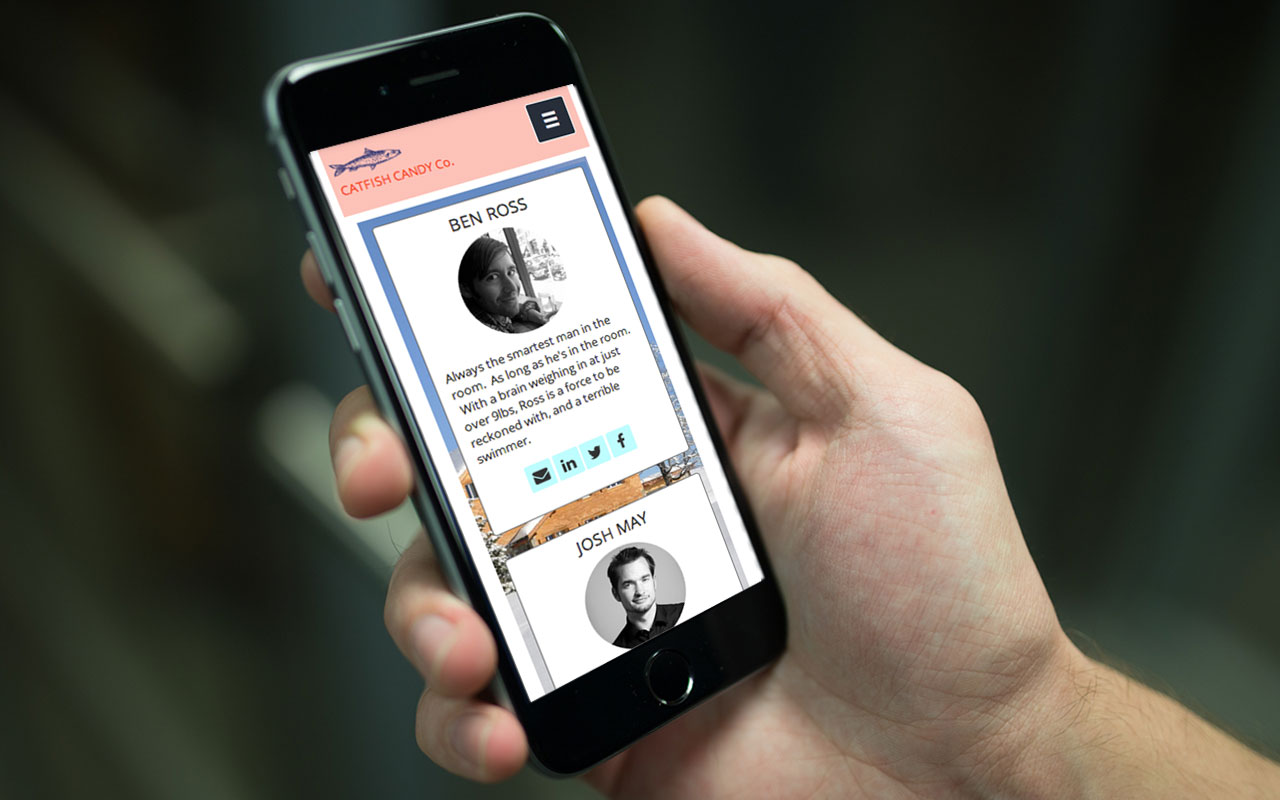 CATFISH CANDY Co.
BEN ROSS
Always the smartest man in the
room. As long as he's in the room.
With a brain weighing in at just
over 9lbs, Ross is a force to be
reckoned with, and a terrible
swimmer.
in
f
JOSH MAY